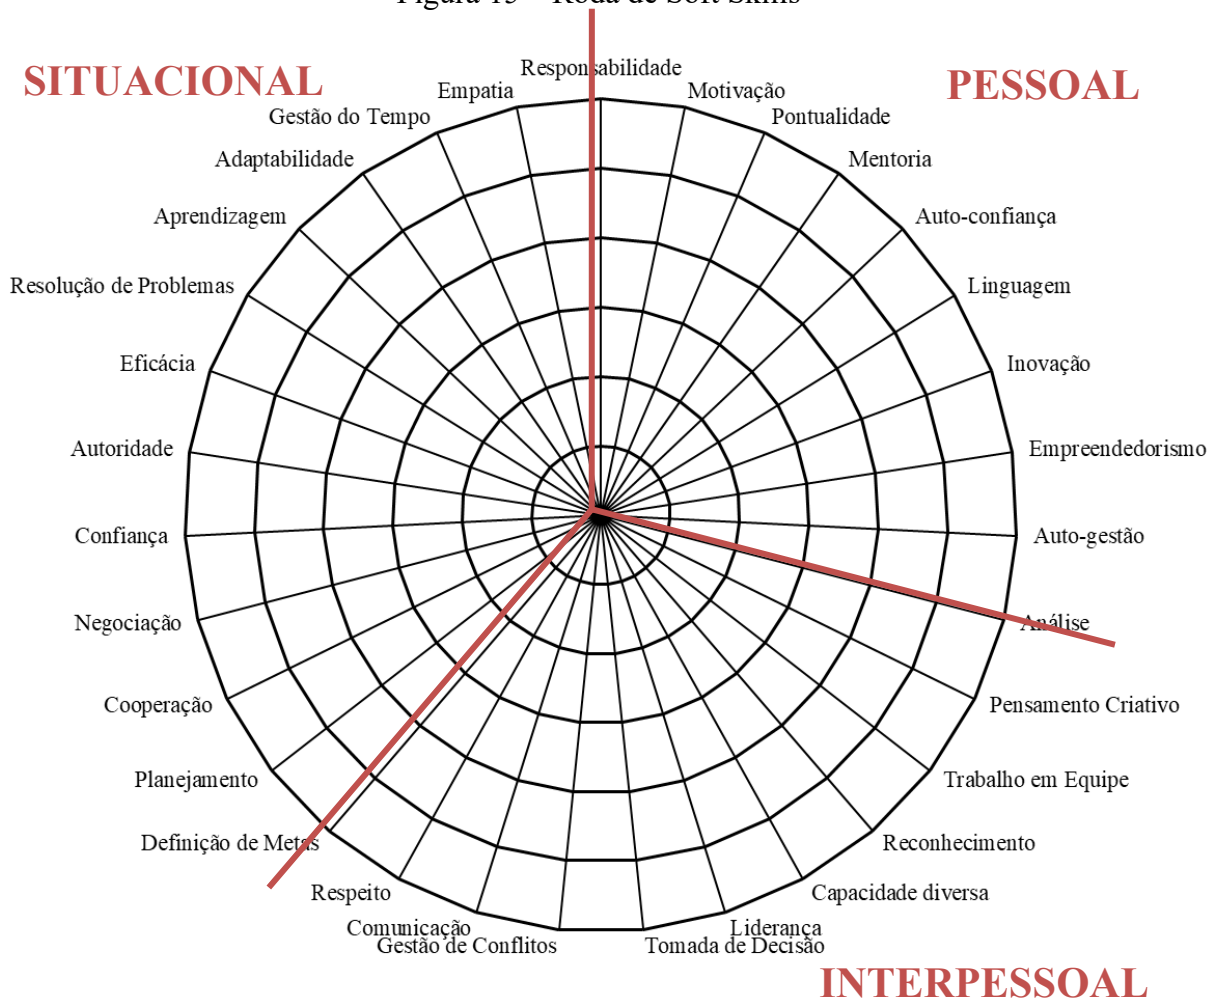 Figura 15 – Roda de Soft Skills
SITUACIONAL
PESSOAL
Responsabilidade
Motivação
Pontualidade
Mentoria
Auto-confiança
Linguagem
Inovação
Empreendedorismo
Auto-gestão
Análise
Pensamento Criativo
Trabalho em Equipe
Reconhecimento
Capacidade diversa
Liderança
Tomada de Decisão
Gestão de Conflitos
Comunicação
Respeito
Definição de Metas
Planejamento
Cooperação
Negociação
Confiança
Autoridade
Eficácia
Resolução de Problemas
Aprendizagem
Adaptabilidade
Gestão do Tempo
Empatia
INTERPESSOAL